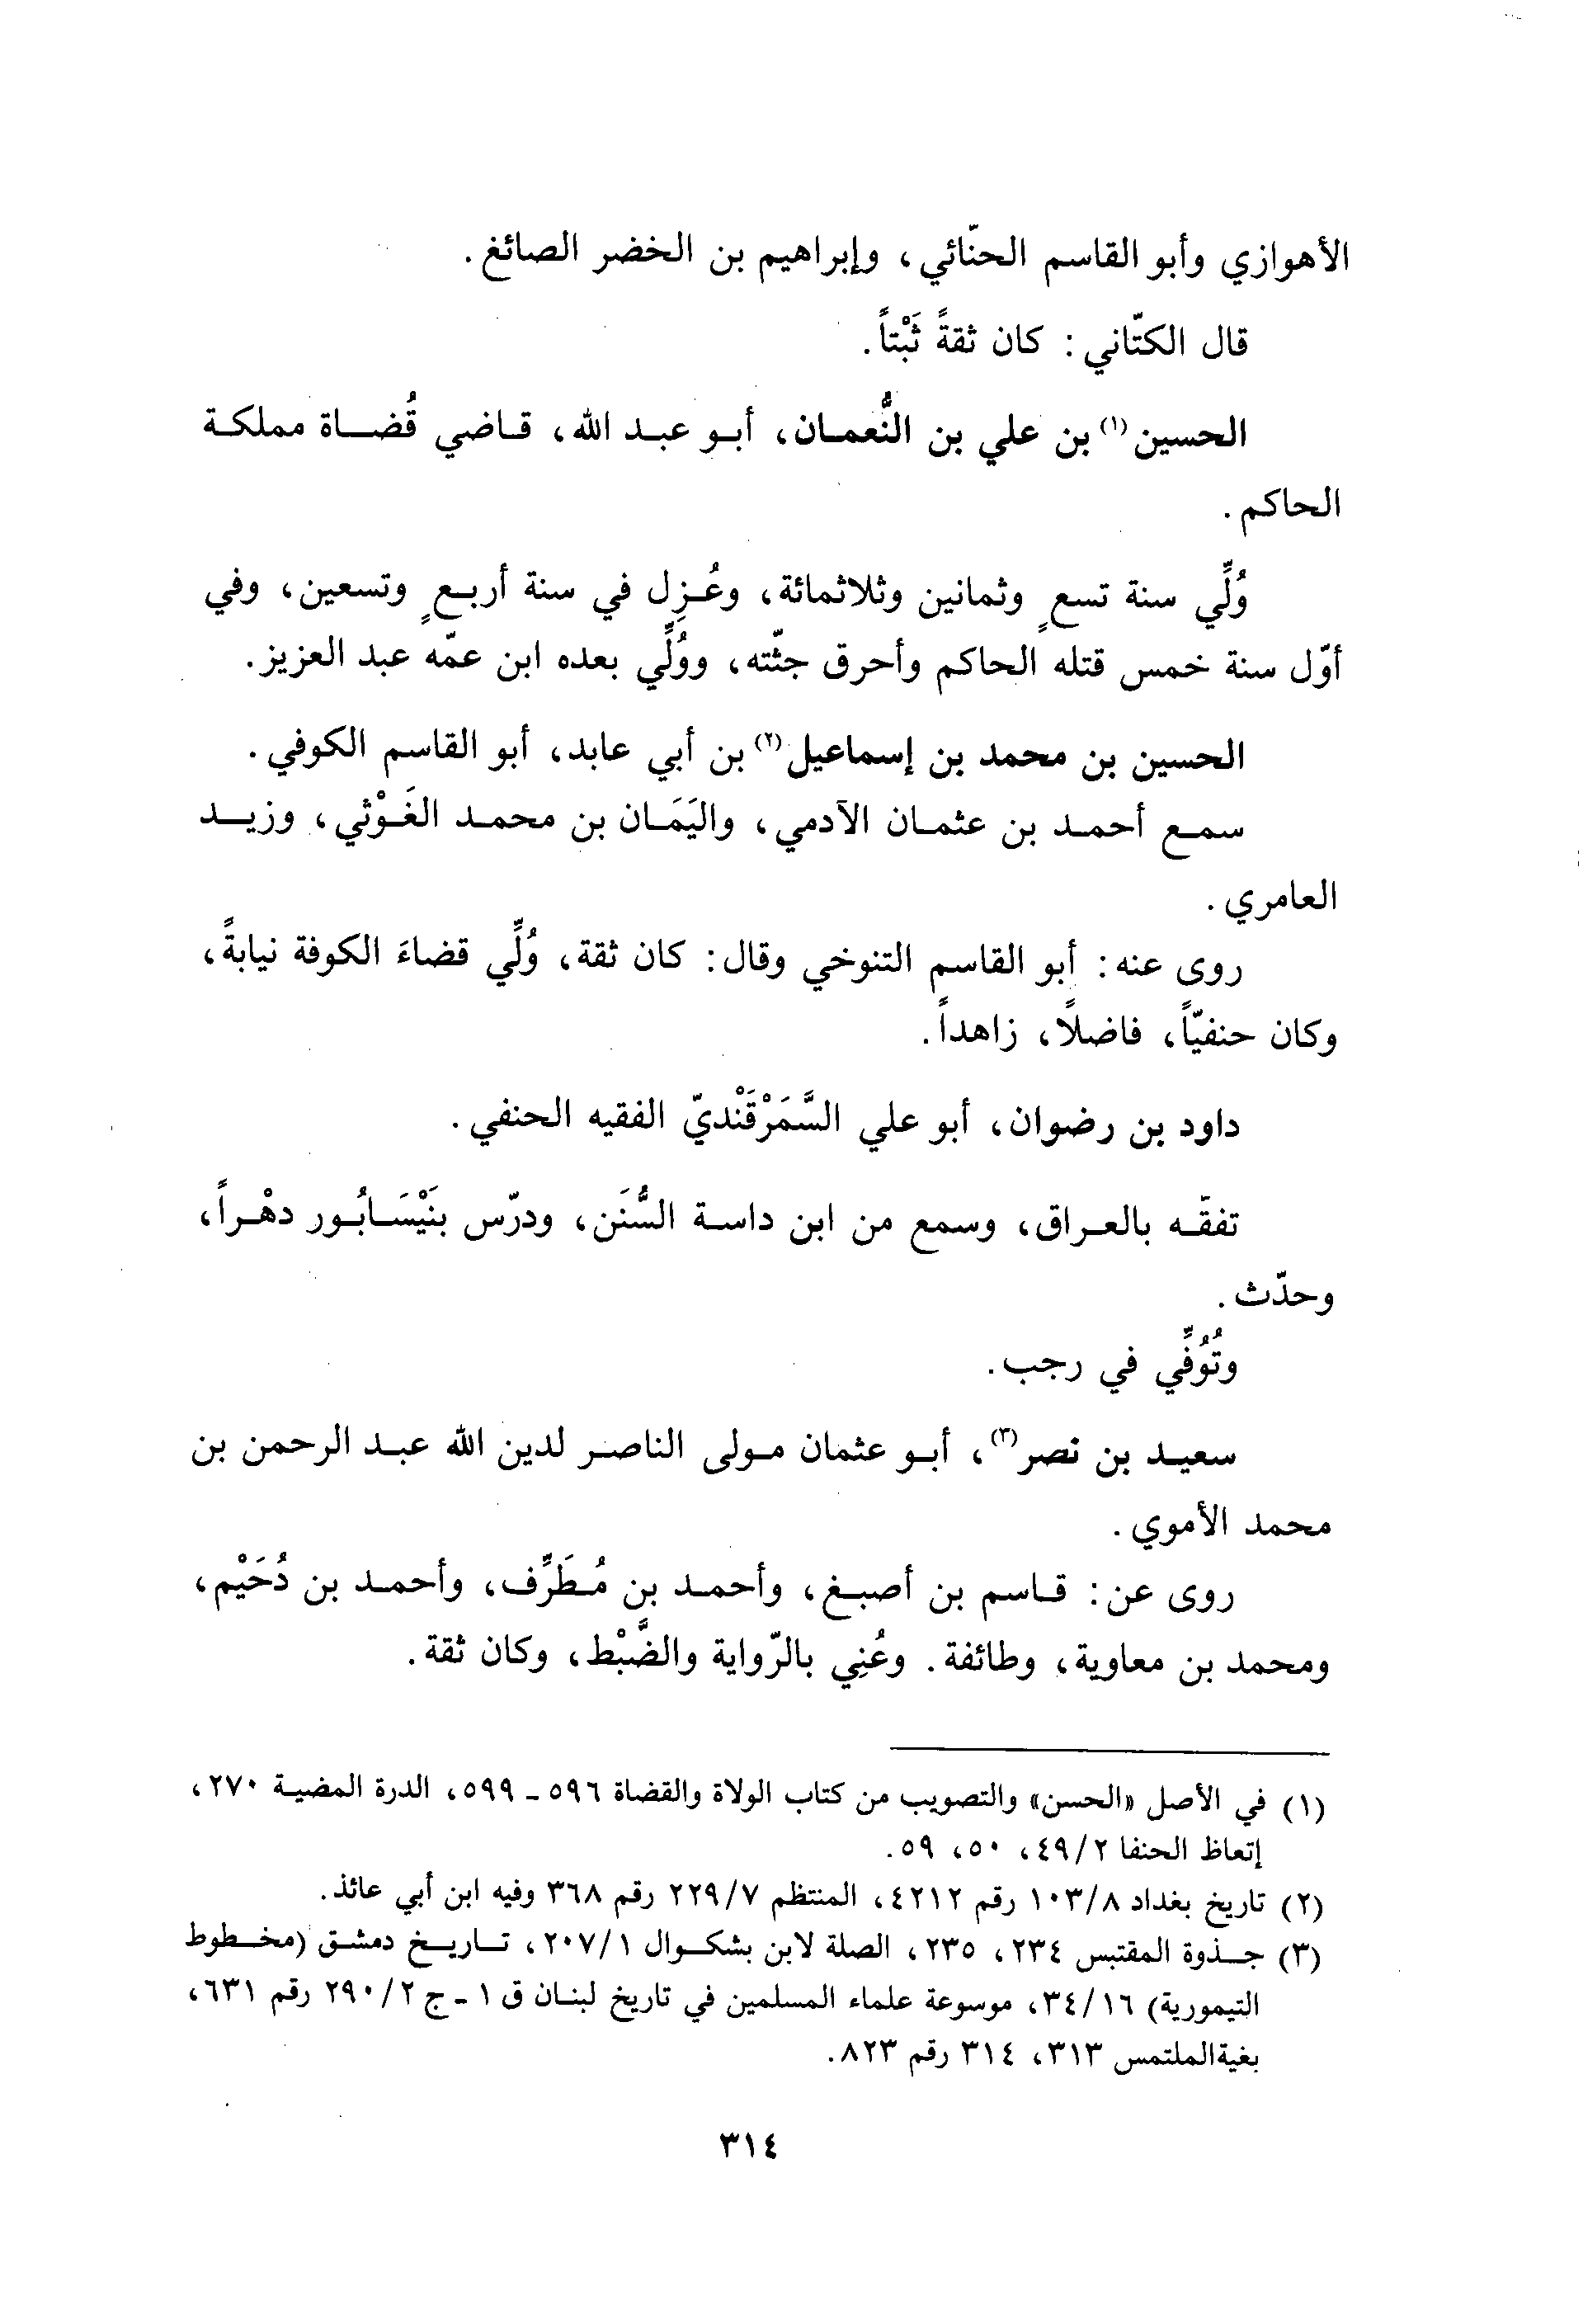 الأهوازي وأبو القاسم الحنّائي، وإبراهيم بن الخضر الصائغ.
قال الكتّاني: كان ثقةً ثَبْتاً.
الحسين(١) بن علي بن النُّعمان، أبو عبد الله، قاضي قُضاة مملكة
الحاكم.
وُلِّي سنة تسعٍ وثمانين وثلاثمائة، وعُزِل في سنة أربعٍ وتسعين، وفي
أوّل سنة خمس قتله الحاكم وأحرق جثّته، ووُلِّي بعده ابن عمّه عبد العزيز.
الحسين بن محمد بن إسماعيل(٢) بن أبي عابد، أبو القاسم الكوفي.
سمع أحمد بن عثمان الآدمي، واليَمَان بن محمد الغَوْثي، وزيد
العامري.
روى عنه: أبو القاسم التنوخي وقال: كان ثقة، وُلِّي قضاءَ الكوفة نيابةً،
وكان حنفيّاً، فاضلاً، زاهداً.
داود بن رضوان، أبو علي السَّمَرْقَنْديّ الفقيه الحنفي.
تفقّه بالعراق، وسمع من ابن داسة السُّنَن، ودرّس بنَيْسَابُور دهْراً،
وحدّث.
وتُوُفِّي في رجب.
سعيد بن نصر(٣)، أبو عثمان مولى الناصر لدين الله عبد الرحمن بن
محمد الأموي.
روى عن: قاسم بن أصبغ، وأحمد بن مُطَرِّف، وأحمد بن دُحَيْم،
ومحمد بن معاوية، وطائفة. وعُنِي بالرّواية والضَّبْط، وكان ثقة.
(١) في الأصل «الحسن» والتصويب من كتاب الولاة والقضاة ٥٩٦ - ٥٩٩، الدرة المضية ٢٧٠،
إتعاظ الحنفا ٤٩/٢، ٥٠، ٥٩.
(٢) تاريخ بغداد ١٠٣/٨ رقم ٤٢١٢، المنتظم ٢٢٩/٧ رقم ٣٦٨ وفيه ابن أبي عائذ.
(٣) جذوة المقتبس ٢٣٤، ٢٣٥، الصلة لابن بشكوال ٢٠٧/١، تاريخ دمشق (مخطوط
التيمورية) ٣٤/١٦، موسوعة علماء المسلمين في تاريخ لبنان ق ١ - ج ٢٩٠/٢ رقم ٦٣١،
بغيةالملتمس ٣١٣، ٣١٤ رقم ٨٢٣.
٣١٤